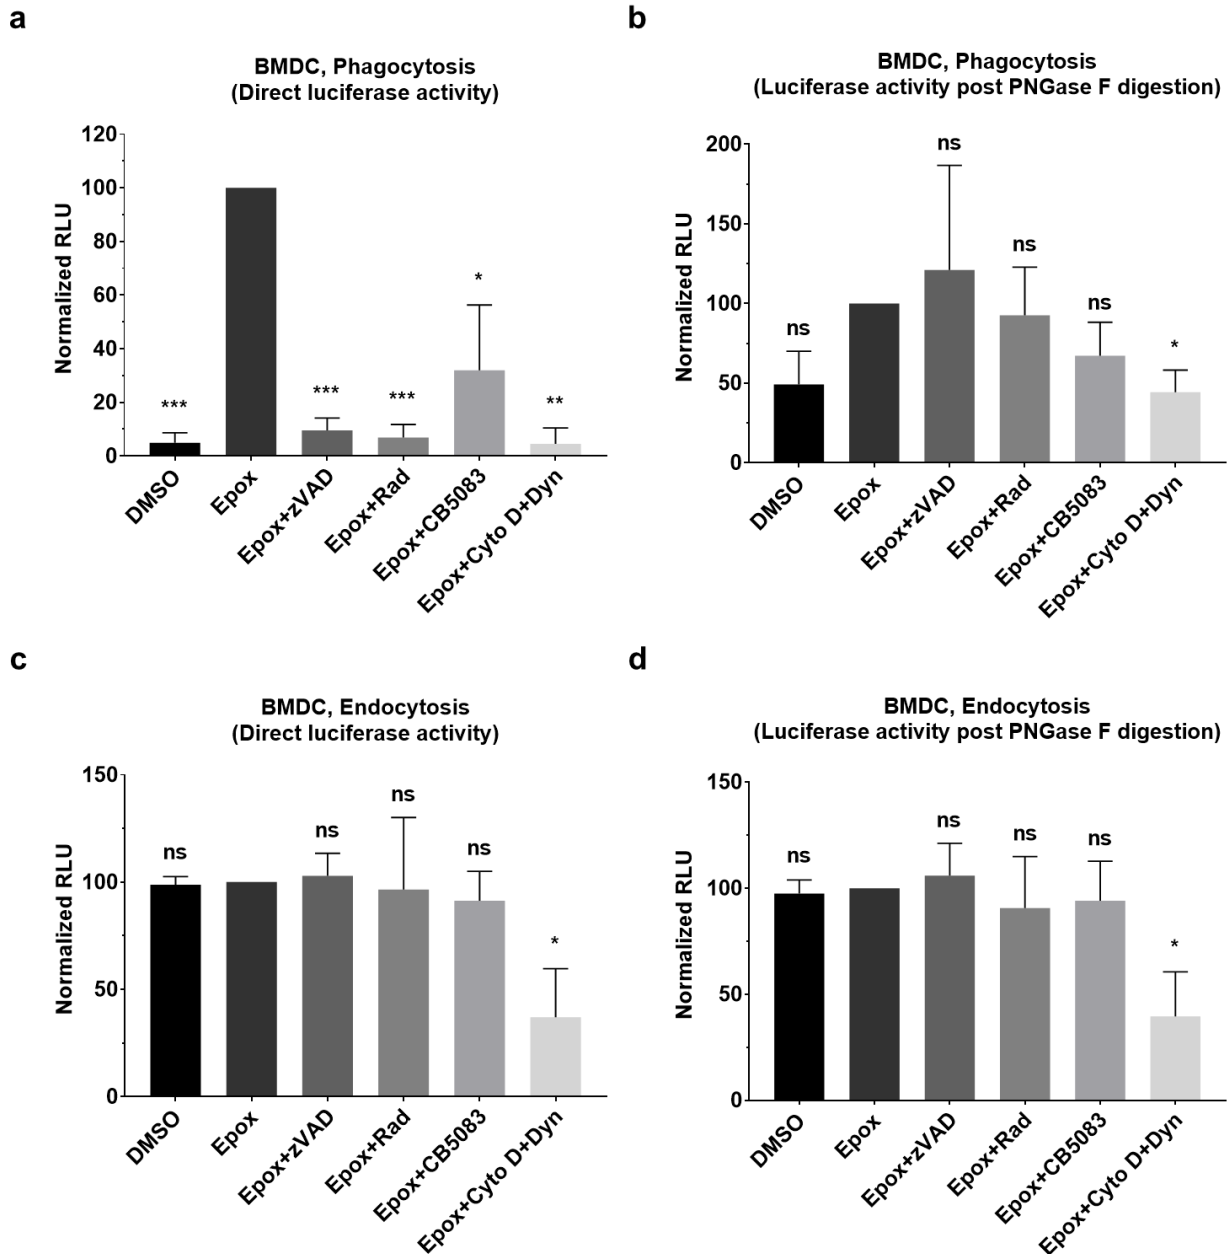 a
BMDC, Phagocytosis
(Direct luciferase activity)
Normalized RLU
120
100
80
60
40
20
0
***
***
***
*
**
DMSO
Epox
Epox+zVAD
Epox+Rad
Epox+CB5083
Epox+Cyto D+Dyn
b
BMDC, Phagocytosis
(Luciferase activity post PNGase F digestion)
Normalized RLU
200
150
100
50
0
ns
ns
ns
ns
*
DMSO
Epox
Epox+zVAD
Epox+Rad
Epox+CB5083
Epox+Cyto D+Dyn
c
BMDC, Endocytosis
(Direct luciferase activity)
Normalized RLU
150
100
50
0
ns
ns
ns
ns
*
DMSO
Epox
Epox+zVAD
Epox+Rad
Epox+CB5083
Epox+Cyto D+Dyn
d
BMDC, Endocytosis
(Luciferase activity post PNGase F digestion)
Normalized RLU
150
100
50
0
ns
ns
ns
ns
*
DMSO
Epox
Epox+zVAD
Epox+Rad
Epox+CB5083
Epox+Cyto D+Dyn